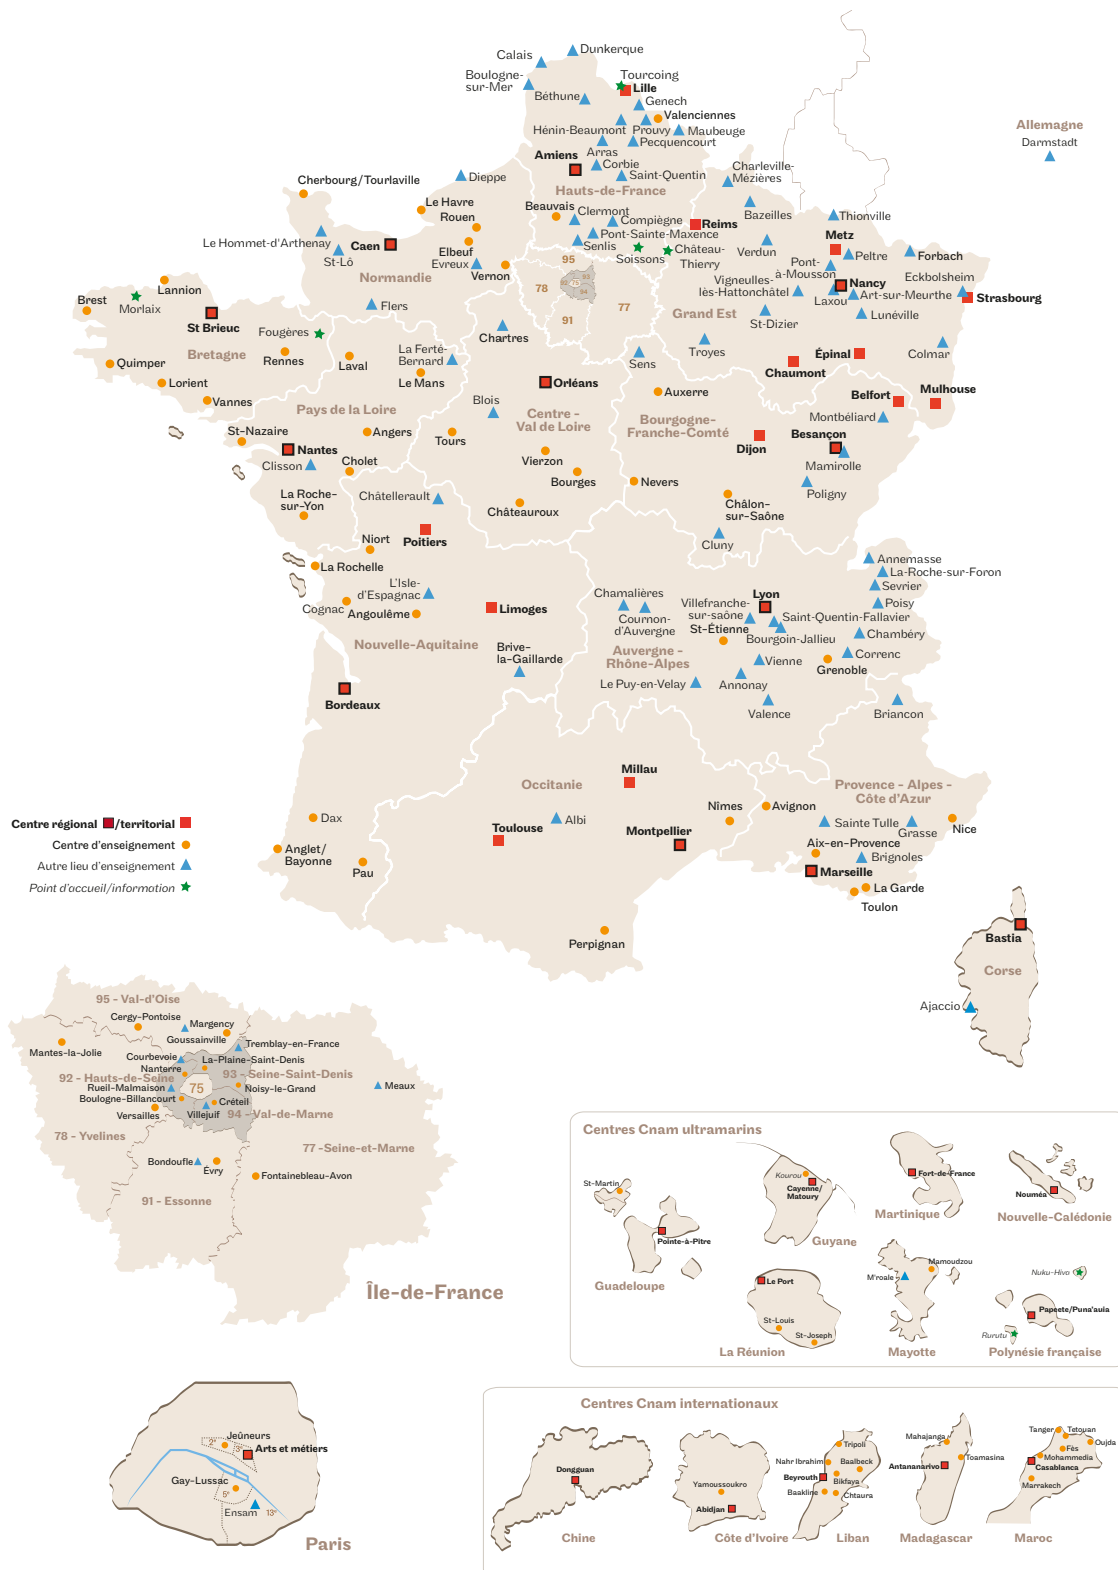 Calais
Dunkerque
Boulogne-
sur-Mer
Tourcoing
Lille
Béthune
Genech
Valenciennes
Hénin-Beaumont
Prouvy
Maubeuge
Pecquencourt
Arras
Amiens
Corbie
Saint-Quentin
Hauts-de-France
Allemagne
Darmstadt
Charleville-
Mézières
Bazeilles
Dieppe
Cherbourg/Tourlaville
Le Havre
Rouen
Beauvais
Clermont
Compiègne
Pont-Sainte-Maxence
Senlis
Soissons
Château-
Thierry
Reims
Verdun
Thionville
Metz
Peltre
Forbach
Pont-
à-Mousson
Vigneulles-
lès-Hattonchâtel
Nancy
Laxou
Art-sur-Meurthe
Eckbolsheim
Strasbourg
Lunéville
Grand Est
St-Dizier
Troyes
Chaumont
Épinal
Colmar
Le Hommet-d'Arthenay
St-Lô
Caen
Elbeuf
Evreux
Vernon
Normandie
Flers
95
78
77
91
92
75
93
94
Lannion
Brest
Morlaix
St Brieuc
Fougères
Bretagne
Quimper
Rennes
Lorient
Vannes
Laval
La Ferté-
Bernard
Le Mans
Chartres
Sens
Orléans
Auxerre
Blois
Centre -
Val de Loire
Bourgogne-
Franche-Comté
Belfort
Mulhouse
Montbéliard
Besançon
Dijon
Mamirolle
Poligny
Pays de la Loire
St-Nazaire
Angers
Tours
Nantes
Clisson
Cholet
Vierzon
Bourges
Nevers
Châlon-
sur-Saône
La Roche-
sur-Yon
Châtellerault
Châteauroux
Cluny
Poitiers
Niort
La Rochelle
L'Isle-
d'Espagnac
Cognac
Angoulême
Limoges
Nouvelle-Aquitaine
Brive-
la-Gaillarde
Bordeaux
Annemasse
La-Roche-sur-Foron
Sevrier
Poisy
Chamalières
Cournon-
d'Auvergne
Villefranche-
sur-saône
Lyon
Saint-Quentin-Fallavier
St-Étienne
Bourgoin-Jallieu
Chambéry
Correnc
Auvergne -
Rhône-Alpes
Vienne
Grenoble
Le Puy-en-Velay
Annonay
Valence
Briancon
Occitanie
Millau
Albi
Toulouse
Montpellier
Nîmes
Perpignan
Dax
Anglet/
Bayonne
Pau
Provence - Alpes -
Côte d'Azur
Avignon
Sainte Tulle
Grasse
Nice
Aix-en-Provence
Brignoles
Marseille
La Garde
Toulon
Bastia
Corse
Ajaccio
Centre régional /territorial
Centre d'enseignement
Autre lieu d'enseignement
Point d'accueil/information
95 - Val-d'Oise
Cergy-Pontoise
Margency
Goussainville
Mantes-la-Jolie
Tremblay-en-France
Courbevoie
La-Plaine-Saint-Denis
Nanterre
92 - Hauts-de-Seine
93 - Seine-Saint-Denis
Rueil-Malmaison
75
Noisy-le-Grand
Meaux
Boulogne-Billancourt
Créteil
Versailles
Villejuif
94 - Val-de-Marne
78 - Yvelines
77 -Seine-et-Marne
Bondoufle
Évry
Fontainebleau-Avon
91 - Essonne
Île-de-France
Centres Cnam ultramarins
St-Martin
Pointe-à-Pitre
Guadeloupe
Kourou
Cayenne/
Matoury
Guyane
Fort-de-France
Martinique
Nouméa
Nouvelle-Calédonie
Le Port
St-Louis
St-Joseph
La Réunion
Mamoudzou
M'roale
Mayotte
Nuku-Hivo
Papeete/Puna'auia
Rurutu
Polynésie française
Jeûneurs
2e
3e
Arts et métiers
Gay-Lussac
5e
Ensam
13e
Paris
Centres Cnam internationaux
Dongguan
Chine
Yamoussoukro
Abidjan
Côte d'Ivoire
Tripoli
Nahr Ibrahim
Baalbeck
Beyrouth
Bikfaya
Baakline
Chtaura
Liban
Mahajanga
Toamasina
Antananarivo
Madagascar
Tanger
Tetouan
Oujda
Fès
Mohammedia
Casablanca
Marrakech
Maroc